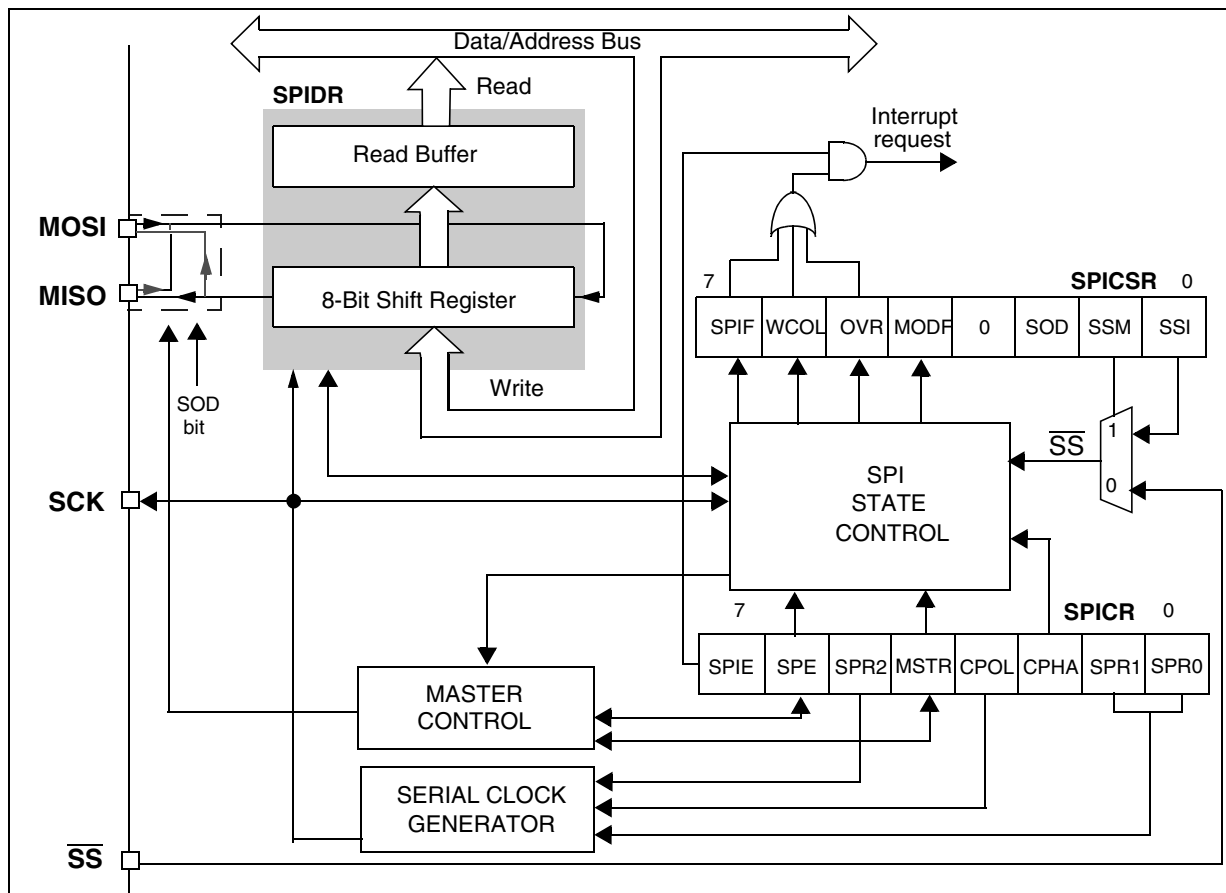 Data/Address Bus
SPIDR
Read
Read Buffer
Interrupt
request
MOSI
MISO
8-Bit Shift Register
7
SPICSR
0
SPIF WCOL OVR MODF 0 SOD SSM SSI
Write
SOD
bit
1
SS
0
SCK
SPI
STATE
CONTROL
7
SPICR
0
SPIE SPE SPR2 MSTR CPOL CPHA SPR1 SPR0
MASTER
CONTROL
SERIAL CLOCK
GENERATOR
SS